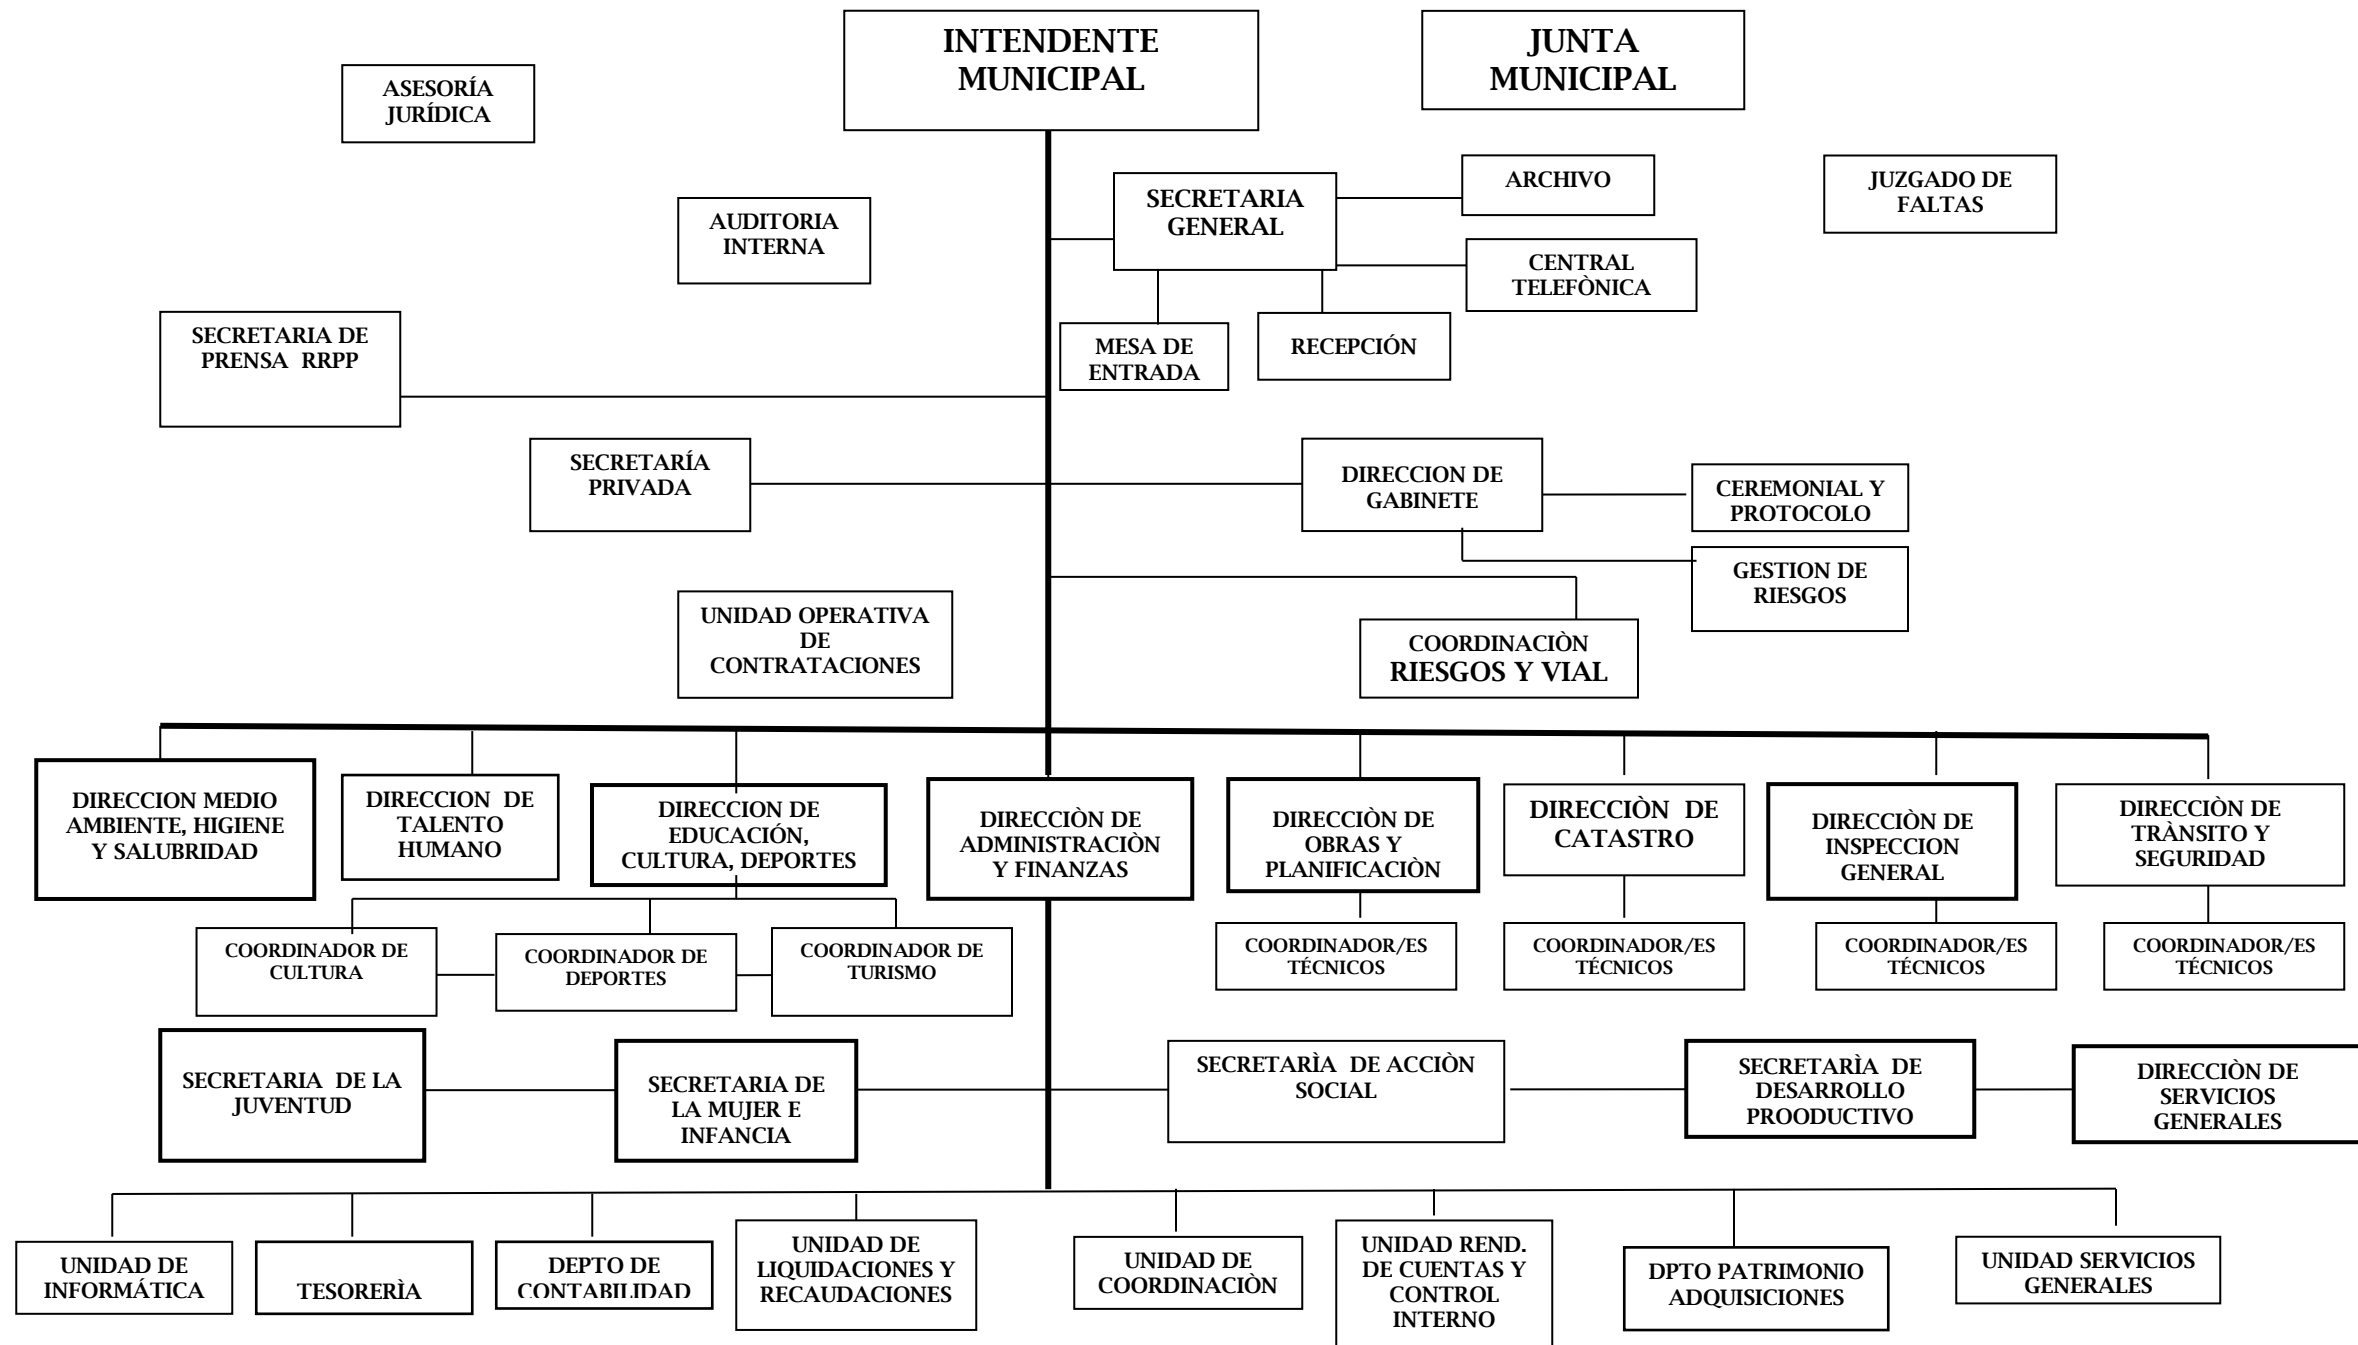 INTENDENTE
MUNICIPAL
JUNTA
MUNICIPAL
ASESORÍA
JURÍDICA
SECRETARIA
GENERAL
ARCHIVO
JUZGADO DE
FALTAS
AUDITORIA
INTERNA
CENTRAL
TELEFÒNICA
SECRETARIA DE
PRENSA RRPP
MESA DE
ENTRADA
RECEPCIÓN
SECRETARÍA
PRIVADA
DIRECCION DE
GABINETE
CEREMONIAL Y
PROTOCOLO
GESTION DE
RIESGOS
UNIDAD OPERATIVA
DE
CONTRATACIONES
COORDINACIÒN
RIESGOS Y VIAL
DIRECCION MEDIO
AMBIENTE, HIGIENE
Y SALUBRIDAD
DIRECCION DE
TALENTO
HUMANO
DIRECCION DE
EDUCACIÓN,
CULTURA, DEPORTES
DIRECCIÒN DE
ADMINISTRACIÒN
Y FINANZAS
DIRECCIÒN DE
OBRAS Y
PLANIFICACIÒN
DIRECCIÒN DE
CATASTRO
DIRECCIÒN DE
INSPECCION
GENERAL
DIRECCIÒN DE
TRÀNSITO Y
SEGURIDAD
COORDINADOR DE
CULTURA
COORDINADOR DE
DEPORTES
COORDINADOR DE
TURISMO
COORDINADOR/ES
TÉCNICOS
COORDINADOR/ES
TÉCNICOS
COORDINADOR/ES
TÉCNICOS
COORDINADOR/ES
TÉCNICOS
SECRETARIA DE LA
JUVENTUD
SECRETARIA DE
LA MUJER E
INFANCIA
SECRETARÌA DE ACCIÒN
SOCIAL
SECRETARÌA DE
DESARROLLO
PROODUCTIVO
DIRECCIÒN DE
SERVICIOS
GENERALES
UNIDAD DE
INFORMÁTICA
TESORERÌA
DEPTO DE
CONTABILIDAD
UNIDAD DE
LIQUIDACIONES Y
RECAUDACIONES
UNIDAD DE
COORDINACIÒN
UNIDAD REND.
DE CUENTAS Y
CONTROL
INTERNO
DPTO PATRIMONIO
ADQUISICIONES
UNIDAD SERVICIOS
GENERALES